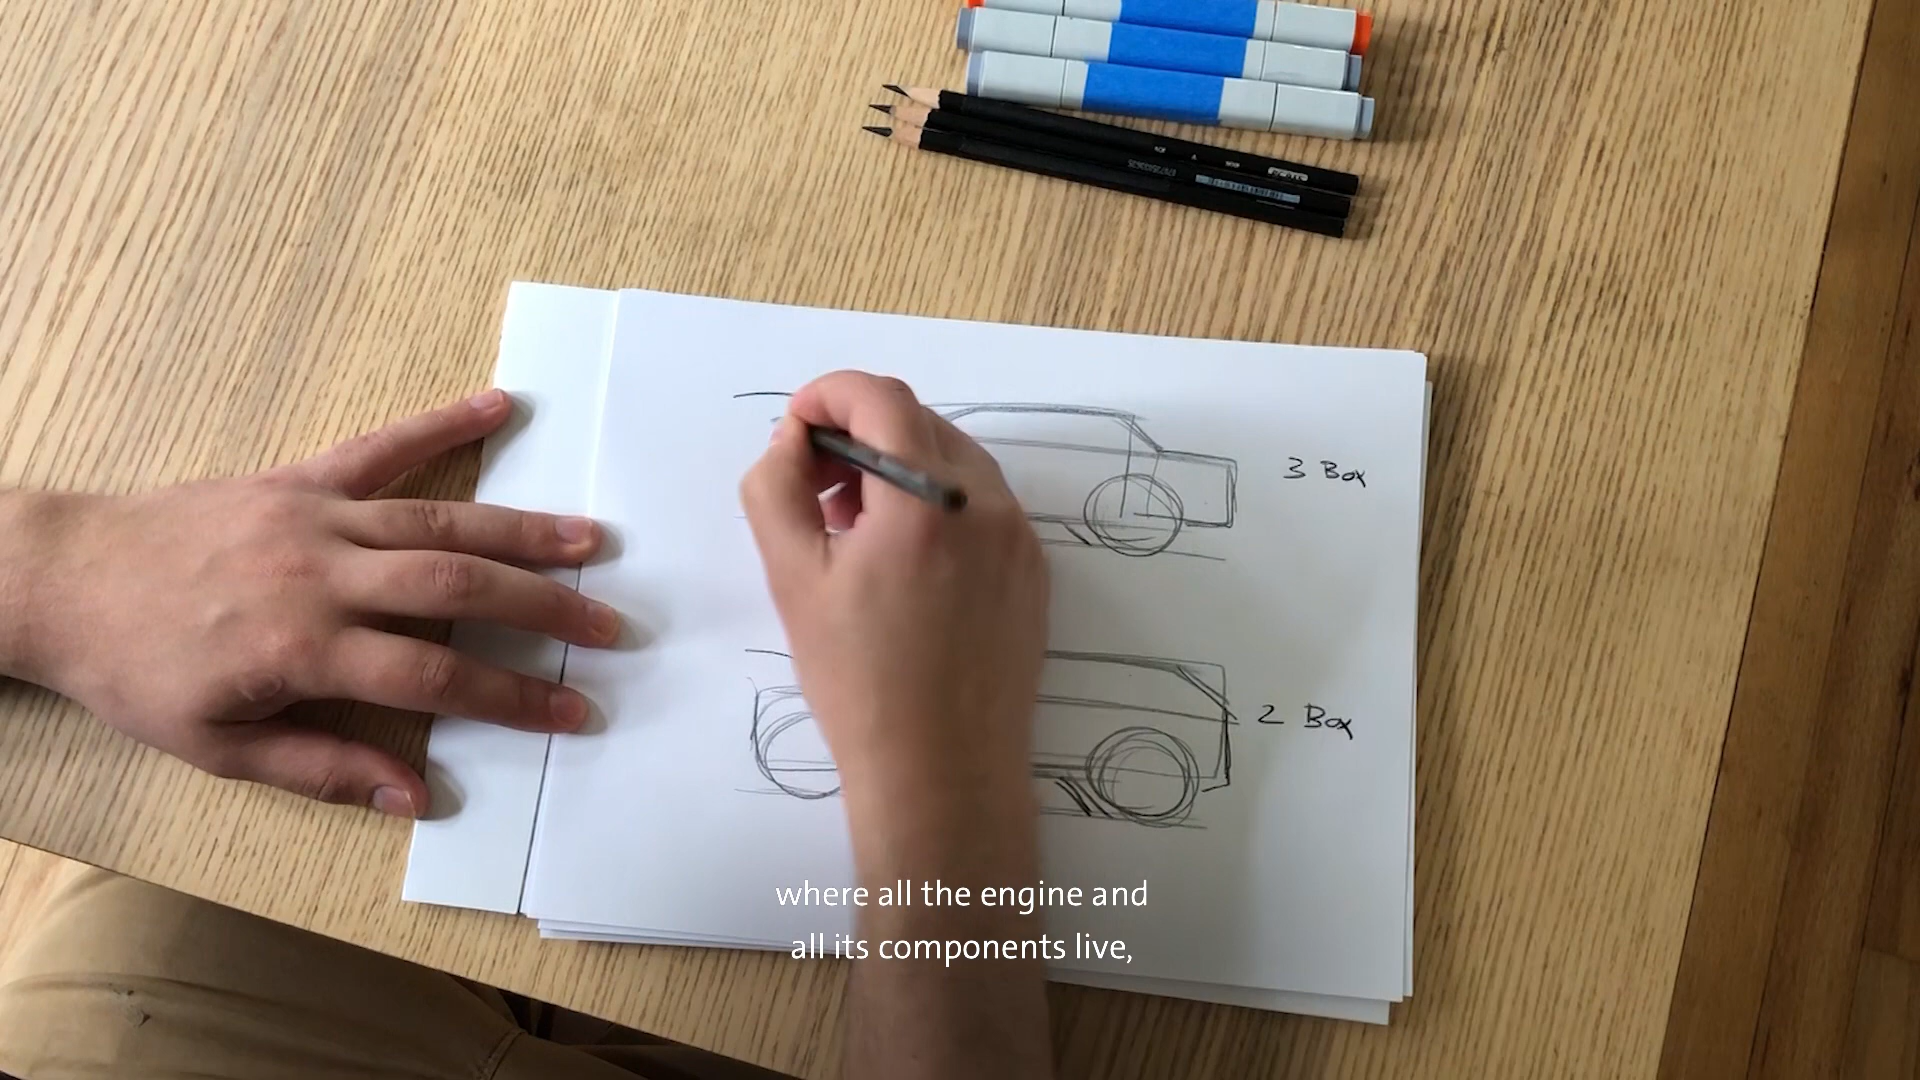 3 Box
2 Box
where all the engine and
all its components live,